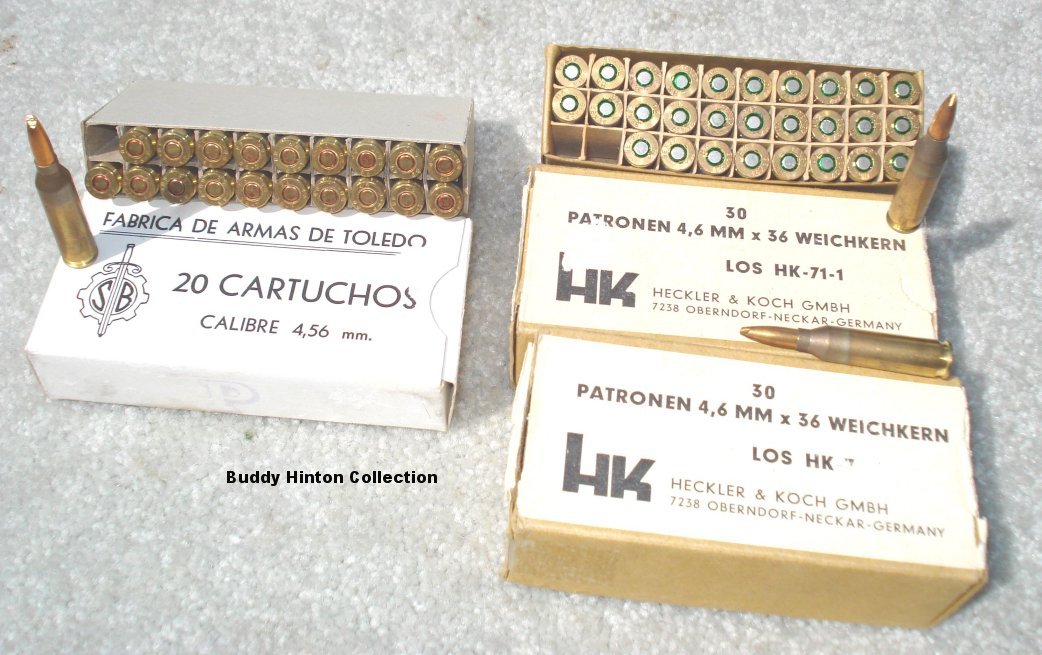 FABRICA DE ARMAS DE TOLEDO
SB
20 CARTUCHOS
CALIBRE 4,56 mm.
30
PATRONEN 4,6 MM x 36 WEICHKERN
LOS HK-71-1
HK
HECKLER & KOCH GMBH
7238 OBERNDORF-NECKAR-GERMANY
30
PATRONEN 4,6 MM x 36 WEICHKERN
LOS HK-
HK
HECKLER & KOCH GMBH
7238 OBERNDORF-NECKAR-GERMANY
Buddy Hinton Collection